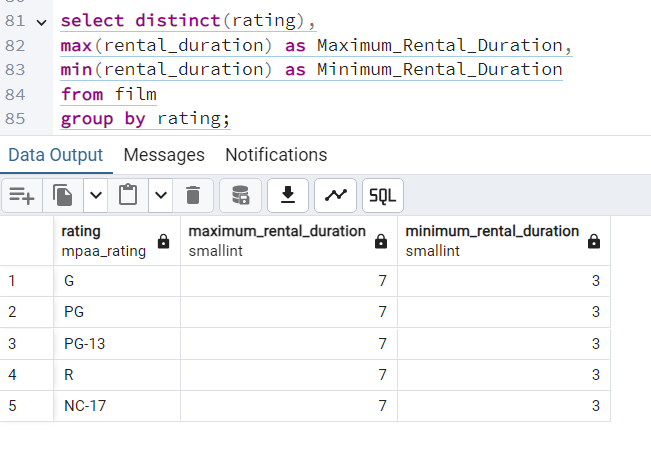 81 select distinct(rating),
82 max(rental_duration) as Maximum_Rental_Duration,
83 min(rental_duration) as Minimum_Rental_Duration
84 from film
85 group by rating;
Data Output Messages Notifications
SQL
rating maximum_rental_duration minimum_rental_duration
mpaa_rating smallint smallint
1 G 7 3
2 PG 7 3
3 PG-13 7 3
4 R 7 3
5 NC-17 7 3